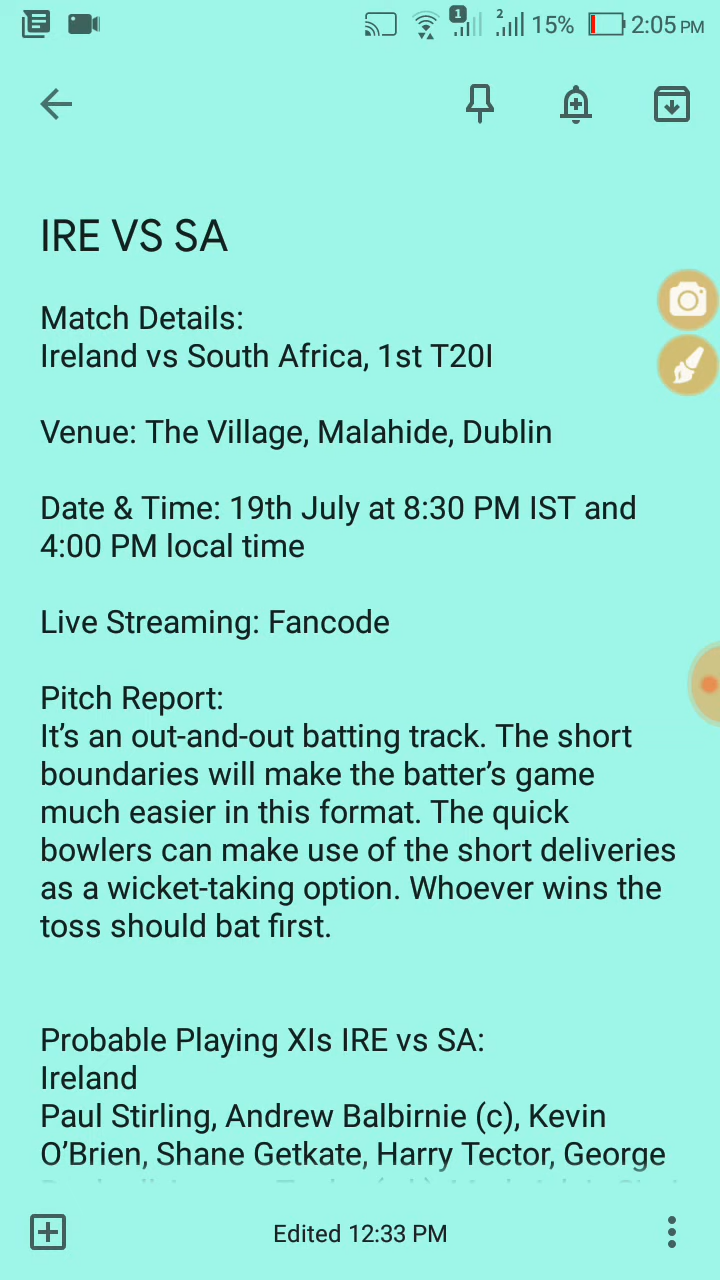 1 2 15% 2:05 PM
IRE VS SA
Match Details:
Ireland vs South Africa, 1st T20I
Venue: The Village, Malahide, Dublin
Date & Time: 19th July at 8:30 PM IST and
4:00 PM local time
Live Streaming: Fancode
Pitch Report:
It’s an out-and-out batting track. The short
boundaries will make the batter’s game
much easier in this format. The quick
bowlers can make use of the short deliveries
as a wicket-taking option. Whoever wins the
toss should bat first.
Probable Playing XIs IRE vs SA:
Ireland
Paul Stirling, Andrew Balbirnie (c), Kevin
O’Brien, Shane Getkate, Harry Tector, George
Edited 12:33 PM